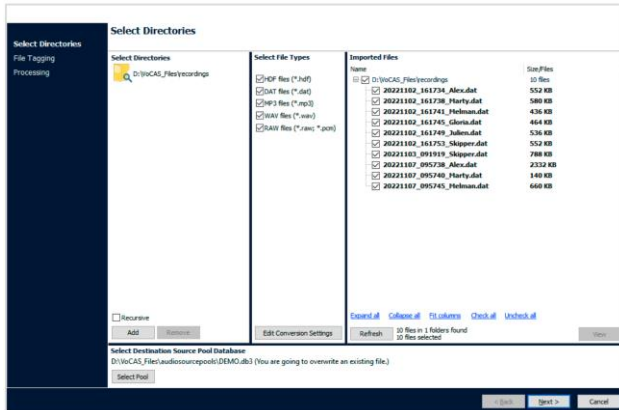 Select Directories
Select Directories
File Tagging
Processing
Select Directories
D:\VoCAS_Files\recordings
Recursive
Add
Remove
Select File Types
HDF files (*.hdf)
DAT files (*.dat)
MP3 files (*.mp3)
WAV files (*.wav)
RAW files (*.raw; *.pcm)
Edit Conversion Settings
Imported Files
Name Size/Files
D:\VoCAS_Files\recordings 10 files
20221102_161734_Alex.dat 552 KB
20221102_161738_Marty.dat 580 KB
20221102_161741_Melman.dat 436 KB
20221102_161745_Gloria.dat 464 KB
20221102_161749_Julien.dat 536 KB
20221102_161753_Skipper.dat 552 KB
20221103_091919_Skipper.dat 788 KB
20221107_095738_Alex.dat 2332 KB
20221107_095740_Marty.dat 140 KB
20221107_095745_Melman.dat 660 KB
Expand all Collapse all Fit columns Check all Uncheck all
Refresh
10 files in 1 folders found
10 files selected
View
Select Destination Source Pool Database
D:\VoCAS_Files\audiosourcepools\DEMO.db3 (You are going to overwrite an existing file.)
Select Pool
< Back Next > Cancel